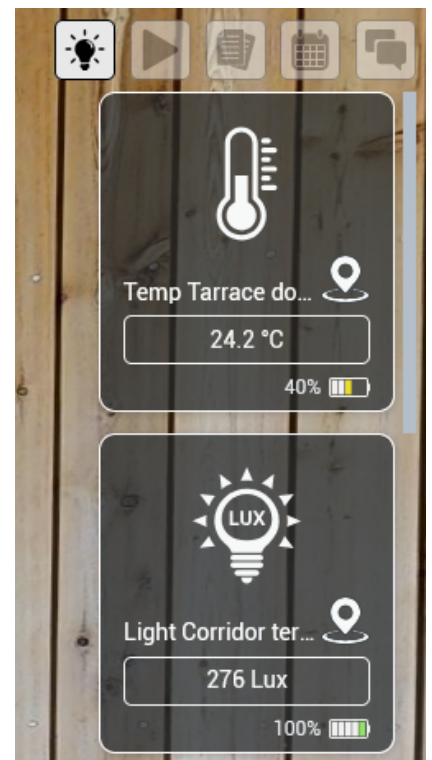 Temp Tarrace do...
24.2 °C
40%
LUX
Light Corridor ter...
276 Lux
100%